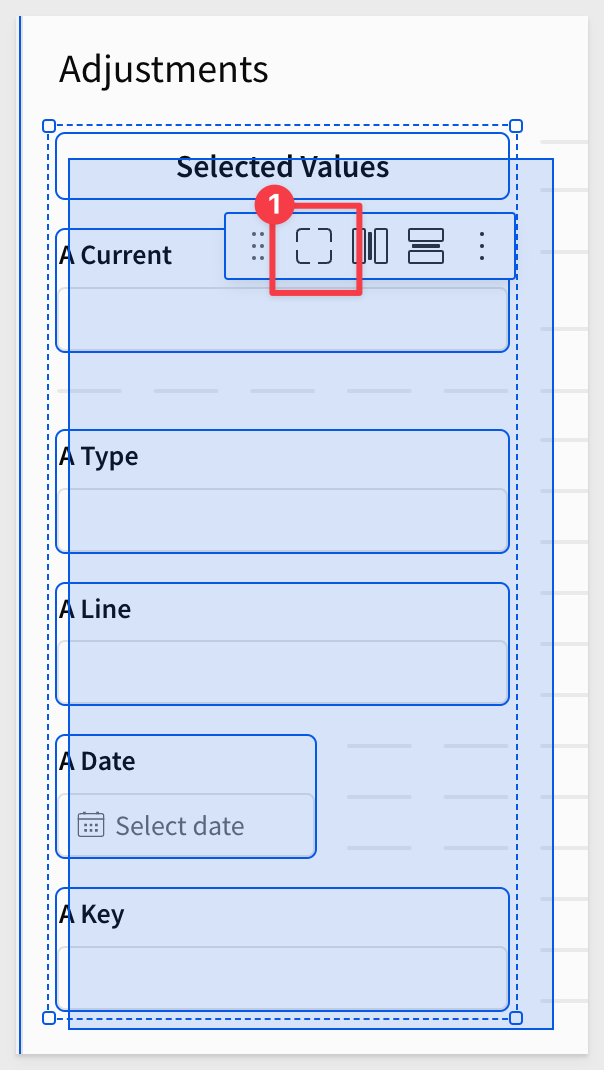 Adjustments
Selected Values
1
A Current
A Type
A Line
A Date
Select date
A Key